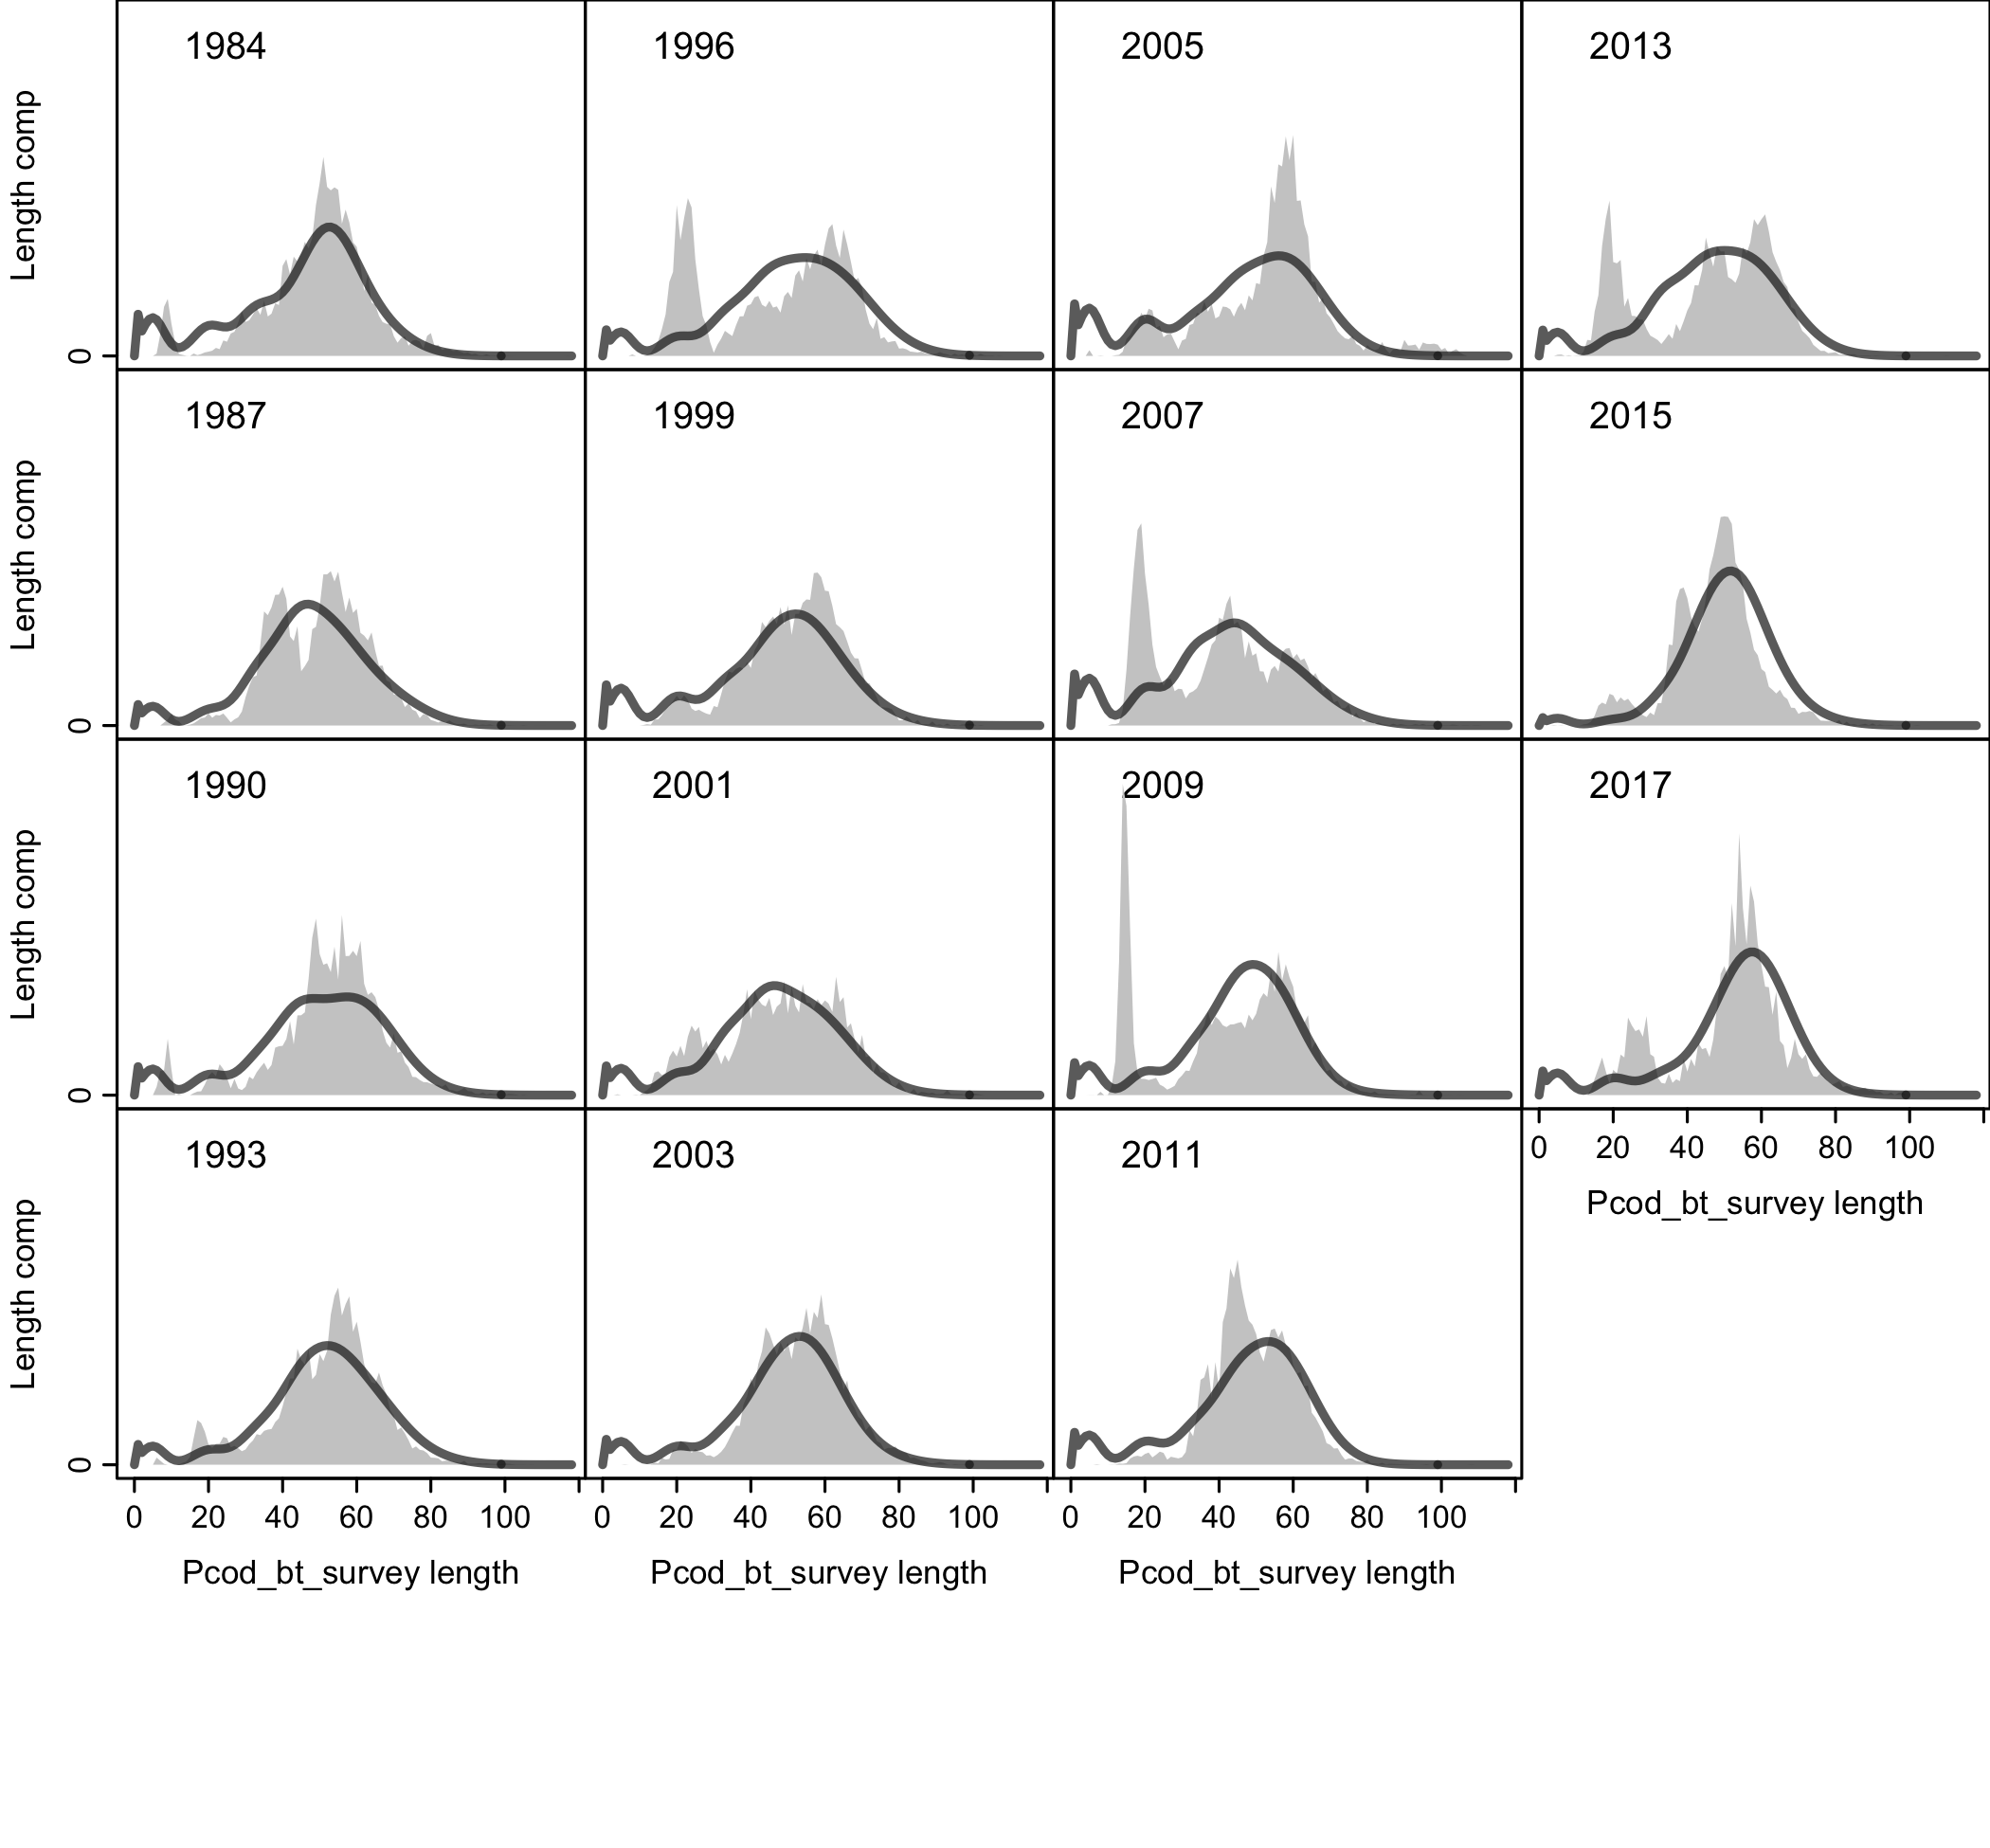 1984 1996 2005 2013
Length comp
0
1987 1999 2007 2015
Length comp
0
1990 2001 2009 2017
Length comp
0
0 20 40 60 80 100
Pcod_bt_survey length
1993 2003 2011
Length comp
0
0 20 40 60 80 100 0 20 40 60 80 100 0 20 40 60 80 100
Pcod_bt_survey length Pcod_bt_survey length Pcod_bt_survey length